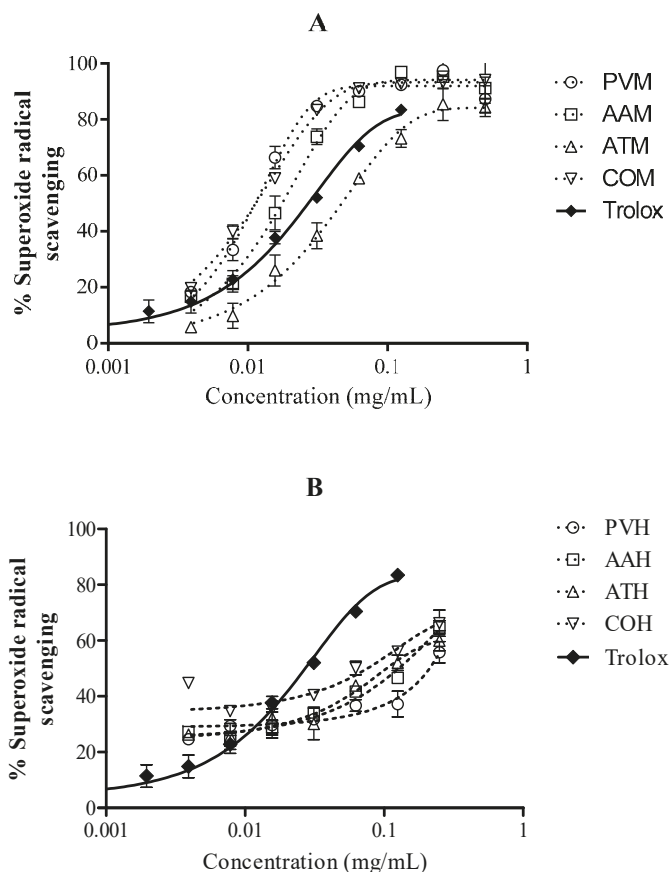 A
% Superoxide radical
scavenging
100
80
60
40
20
0
0.001
0.01
0.1
1
Concentration (mg/mL)
PVM
AAM
ATM
COM
Trolox
B
% Superoxide radical
scavenging
100
80
60
40
20
0
0.001
0.01
0.1
1
Concentration (mg/mL)
PVH
AAH
ATH
COH
Trolox